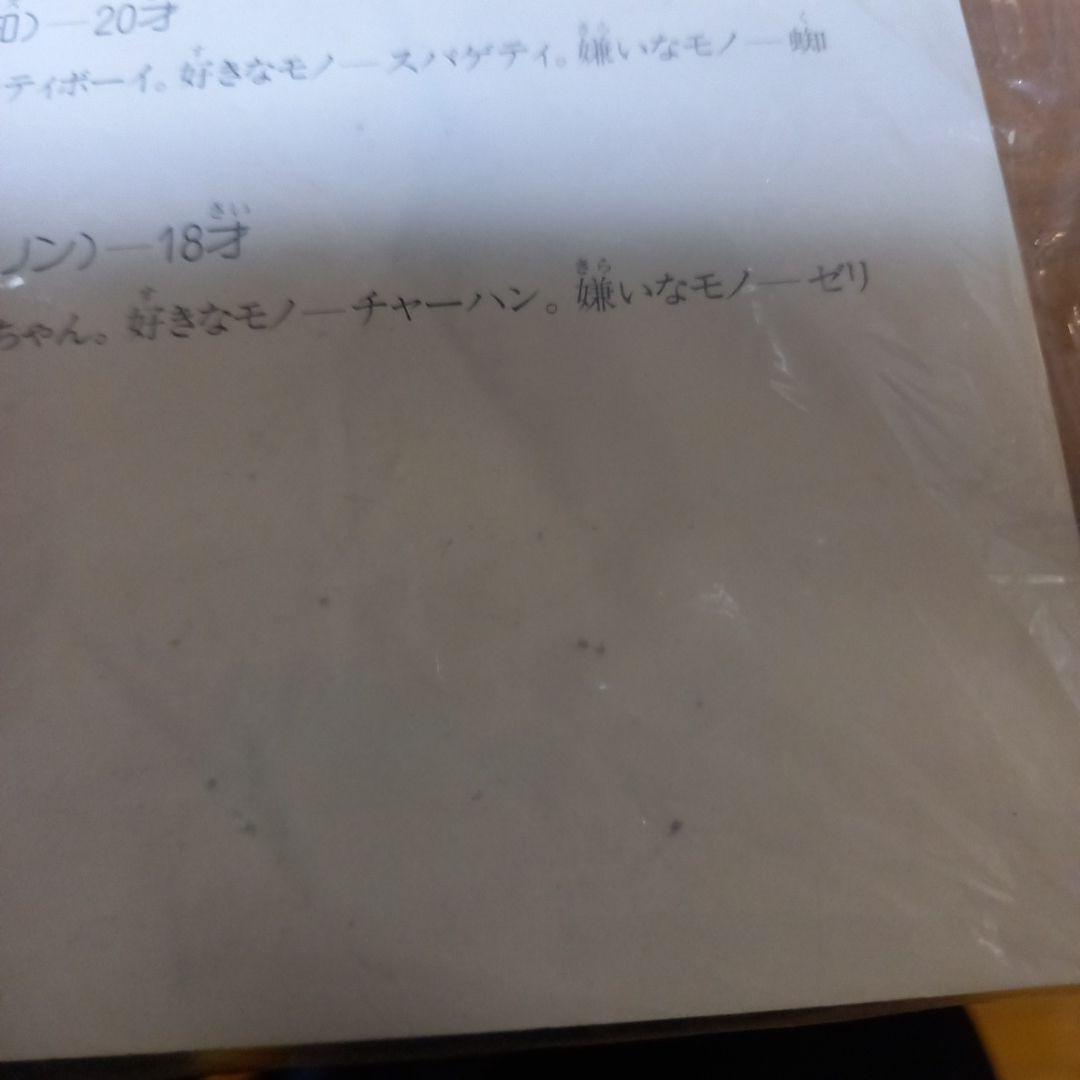 )—20才
ティボーイ。好きなモノ—スパゲティ。嫌いなモノ—蜘
ノン)—18才
ちゃん。好きなモノ—チャーハン。嫌いなモノ—ゼリ